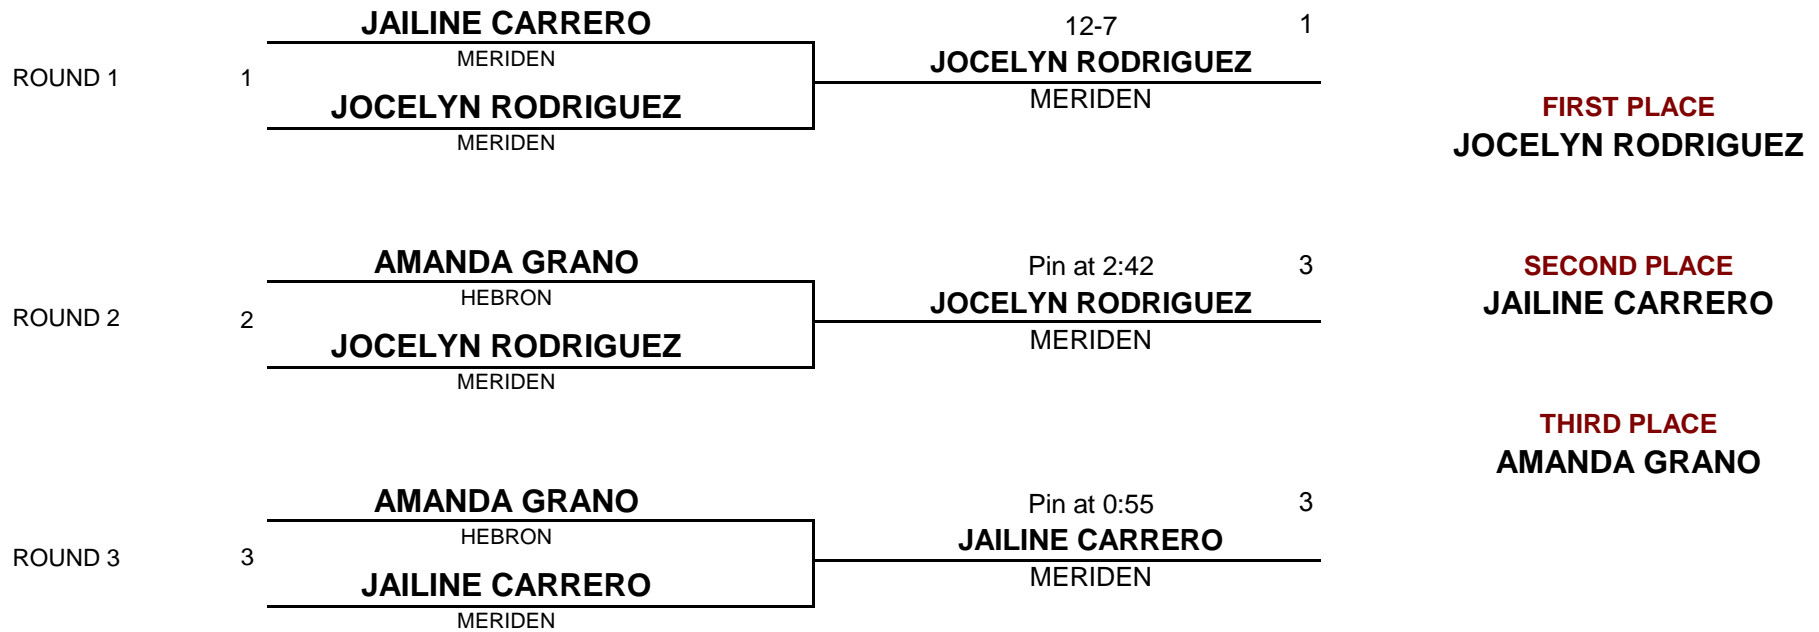 JAILINE CARRERO
MERIDEN
ROUND 1
1
JOCELYN RODRIGUEZ
MERIDEN
12-7
1
JOCELYN RODRIGUEZ
MERIDEN
FIRST PLACE
JOCELYN RODRIGUEZ
AMANDA GRANO
HEBRON
ROUND 2
2
JOCELYN RODRIGUEZ
MERIDEN
Pin at 2:42
3
JOCELYN RODRIGUEZ
MERIDEN
SECOND PLACE
JAILINE CARRERO
THIRD PLACE
AMANDA GRANO
AMANDA GRANO
HEBRON
ROUND 3
3
JAILINE CARRERO
MERIDEN
Pin at 0:55
3
JAILINE CARRERO
MERIDEN